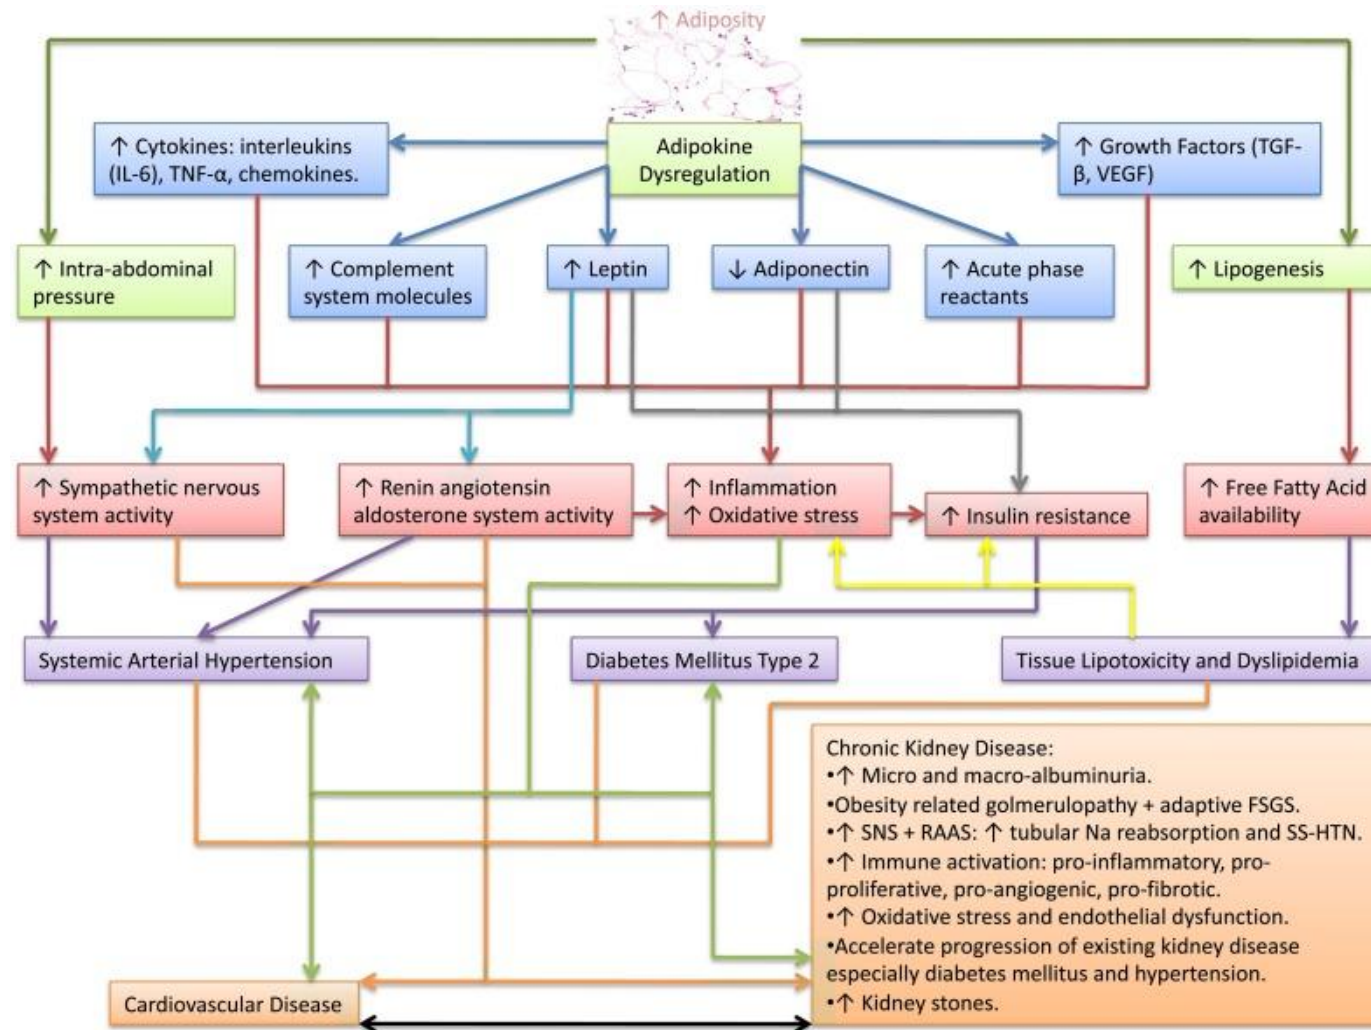 ↑ Adiposity
↑ Cytokines: interleukins
(IL-6), TNF-α, chemokines.
Adipokine
Dysregulation
↑ Growth Factors (TGF-
β, VEGF)
↑ Intra-abdominal
pressure
↑ Complement
system molecules
↑ Leptin
↓ Adiponectin
↑ Acute phase
reactants
↑ Lipogenesis
↑ Sympathetic nervous
system activity
↑ Renin angiotensin
aldosterone system activity
↑ Inflammation
↑ Oxidative stress
↑ Insulin resistance
↑ Free Fatty Acid
availability
Systemic Arterial Hypertension
Diabetes Mellitus Type 2
Tissue Lipotoxicity and Dyslipidemia
Chronic Kidney Disease:
•↑ Micro and macro-albuminuria.
•Obesity related golmerulopathy + adaptive FSGS.
•↑ SNS + RAAS: ↑ tubular Na reabsorption and SS-HTN.
•↑ Immune activation: pro-inflammatory, pro-
proliferative, pro-angiogenic, pro-fibrotic.
•↑ Oxidative stress and endothelial dysfunction.
•Accelerate progression of existing kidney disease
especially diabetes mellitus and hypertension.
•↑ Kidney stones.
Cardiovascular Disease